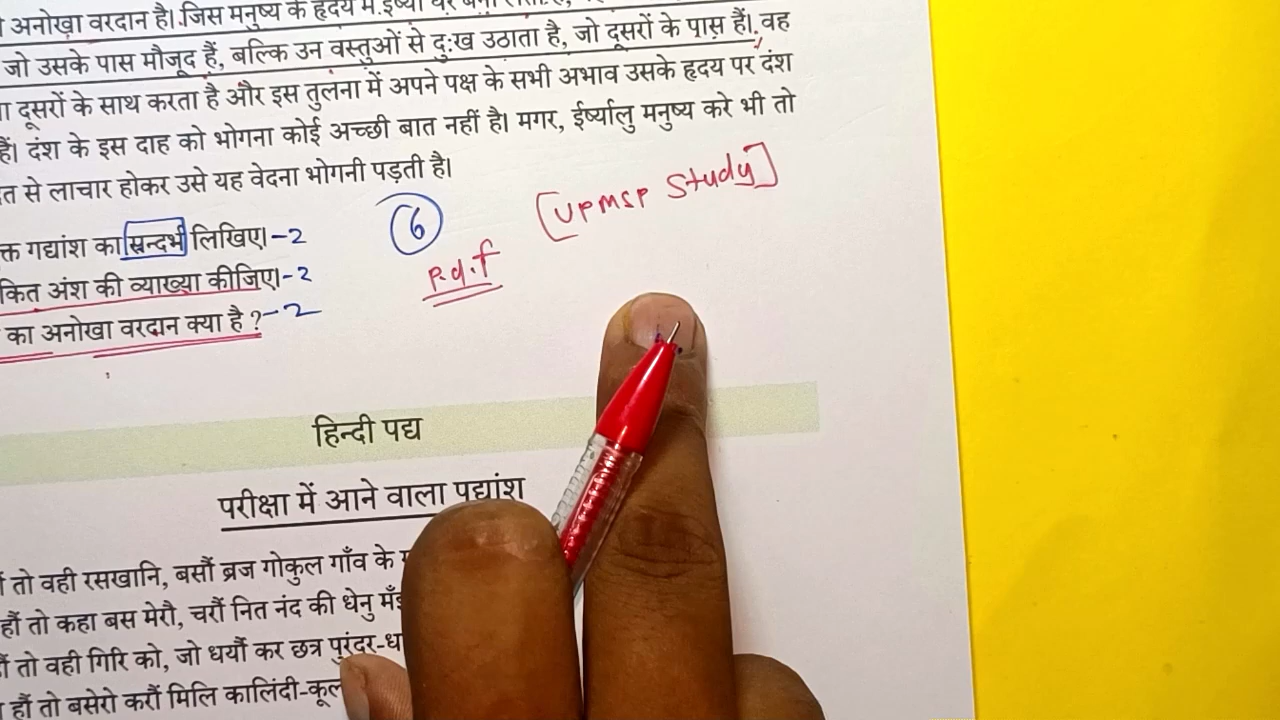 अनोखा वरदान है। जिस मनुष्य के हृदय में ईर्ष्या घर बना
जो उसके पास मौजूद हैं, बल्कि उन वस्तुओं से दुःख उठाता है, जो दूसरों के पास हैं। वह
दूसरों के साथ करता है और इस तुलना में अपने पक्ष के सभी अभाव उसके हृदय पर दंश
हैं। दंश के इस दाह को भोगना कोई अच्छी बात नहीं है। मगर, ईर्ष्यालु मनुष्य करे भी तो
से लाचार होकर उसे यह वेदना भोगनी पड़ती है।
[UPMSP Study]
गद्यांश का सन्दर्भ लिखिए।-2
6
कित अंश की व्याख्या कीजिए।-2
P.d.f
का अनोखा वरदान क्या है ?-2
हिन्दी पद्य
परीक्षा में आने वाला पद्यांश
तो वही रसखानि, बसौं ब्रज गोकुल गाँव के
हौं तो कहा बस मेरौ, चरौं नित नंद की धेनु
तो वही गिरि को, जो धर्यौ कर छत्र पुरंदर-
हौं तो बसेरो करौं मिलि कालिंदी-कूल